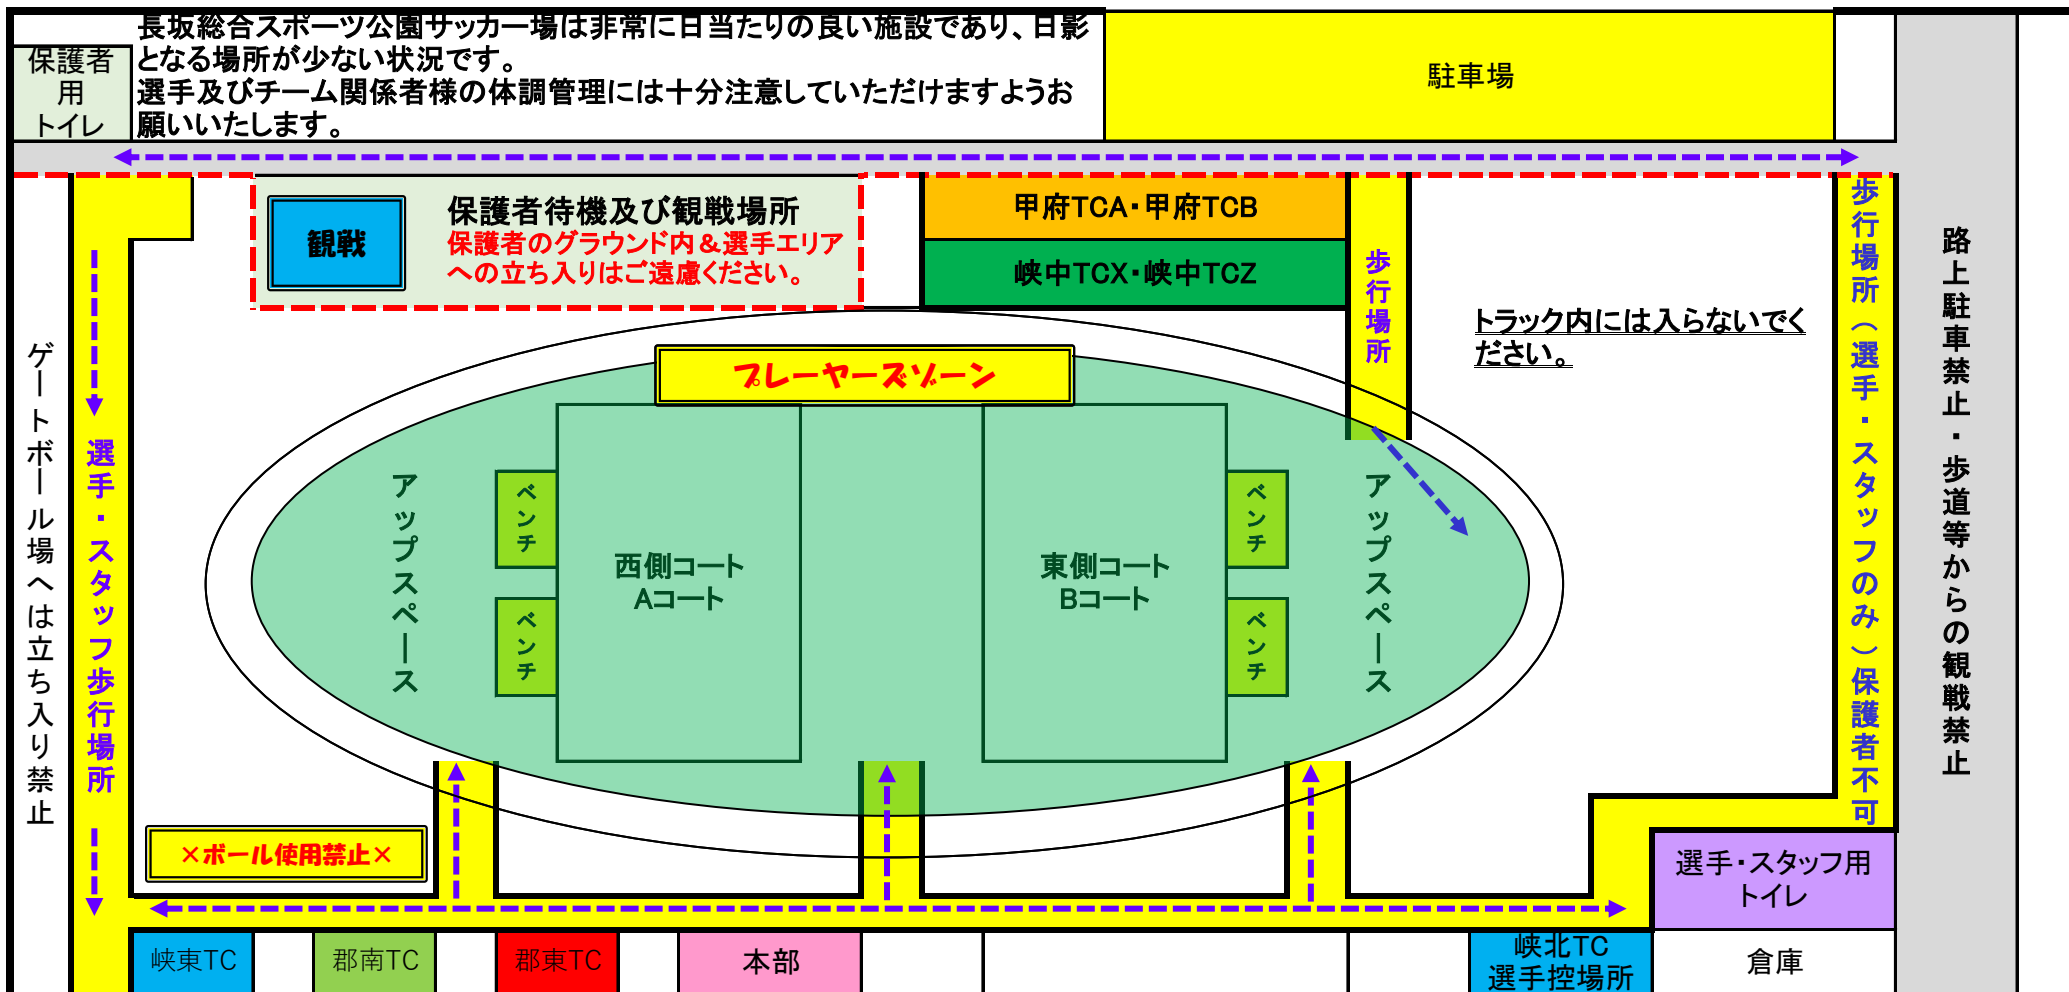 長坂総合スポーツ公園サッカー場は非常に日当たりの良い施設であり、日影
となる場所が少ない状況です。
選手及びチーム関係者様の体調管理には十分注意していただけますようお
願いいたします。
保護者
用
トイレ
駐車場
観戦
保護者待機及び観戦場所
保護者のグラウンド内＆選手エリア
への立ち入りはご遠慮ください。
甲府TCA・甲府TCB
峡中TCX・峡中TCZ
歩行場所
トラック内には入らないでく
ださい。
歩行場所（選手・スタッフのみ）保護者不可
路上駐車禁止・歩道等からの観戦禁止
ゲートボール場へは立ち入り禁止
選手・スタッフ歩行場所
プレーヤーズゾーン
アップスペース
ベンチ
ベンチ
西側コート
Aコート
東側コート
Bコート
ベンチ
ベンチ
アップスペース
×ボール使用禁止×
選手・スタッフ用
トイレ
峡東TC
郡南TC
郡東TC
本部
峡北TC
選手控場所
倉庫